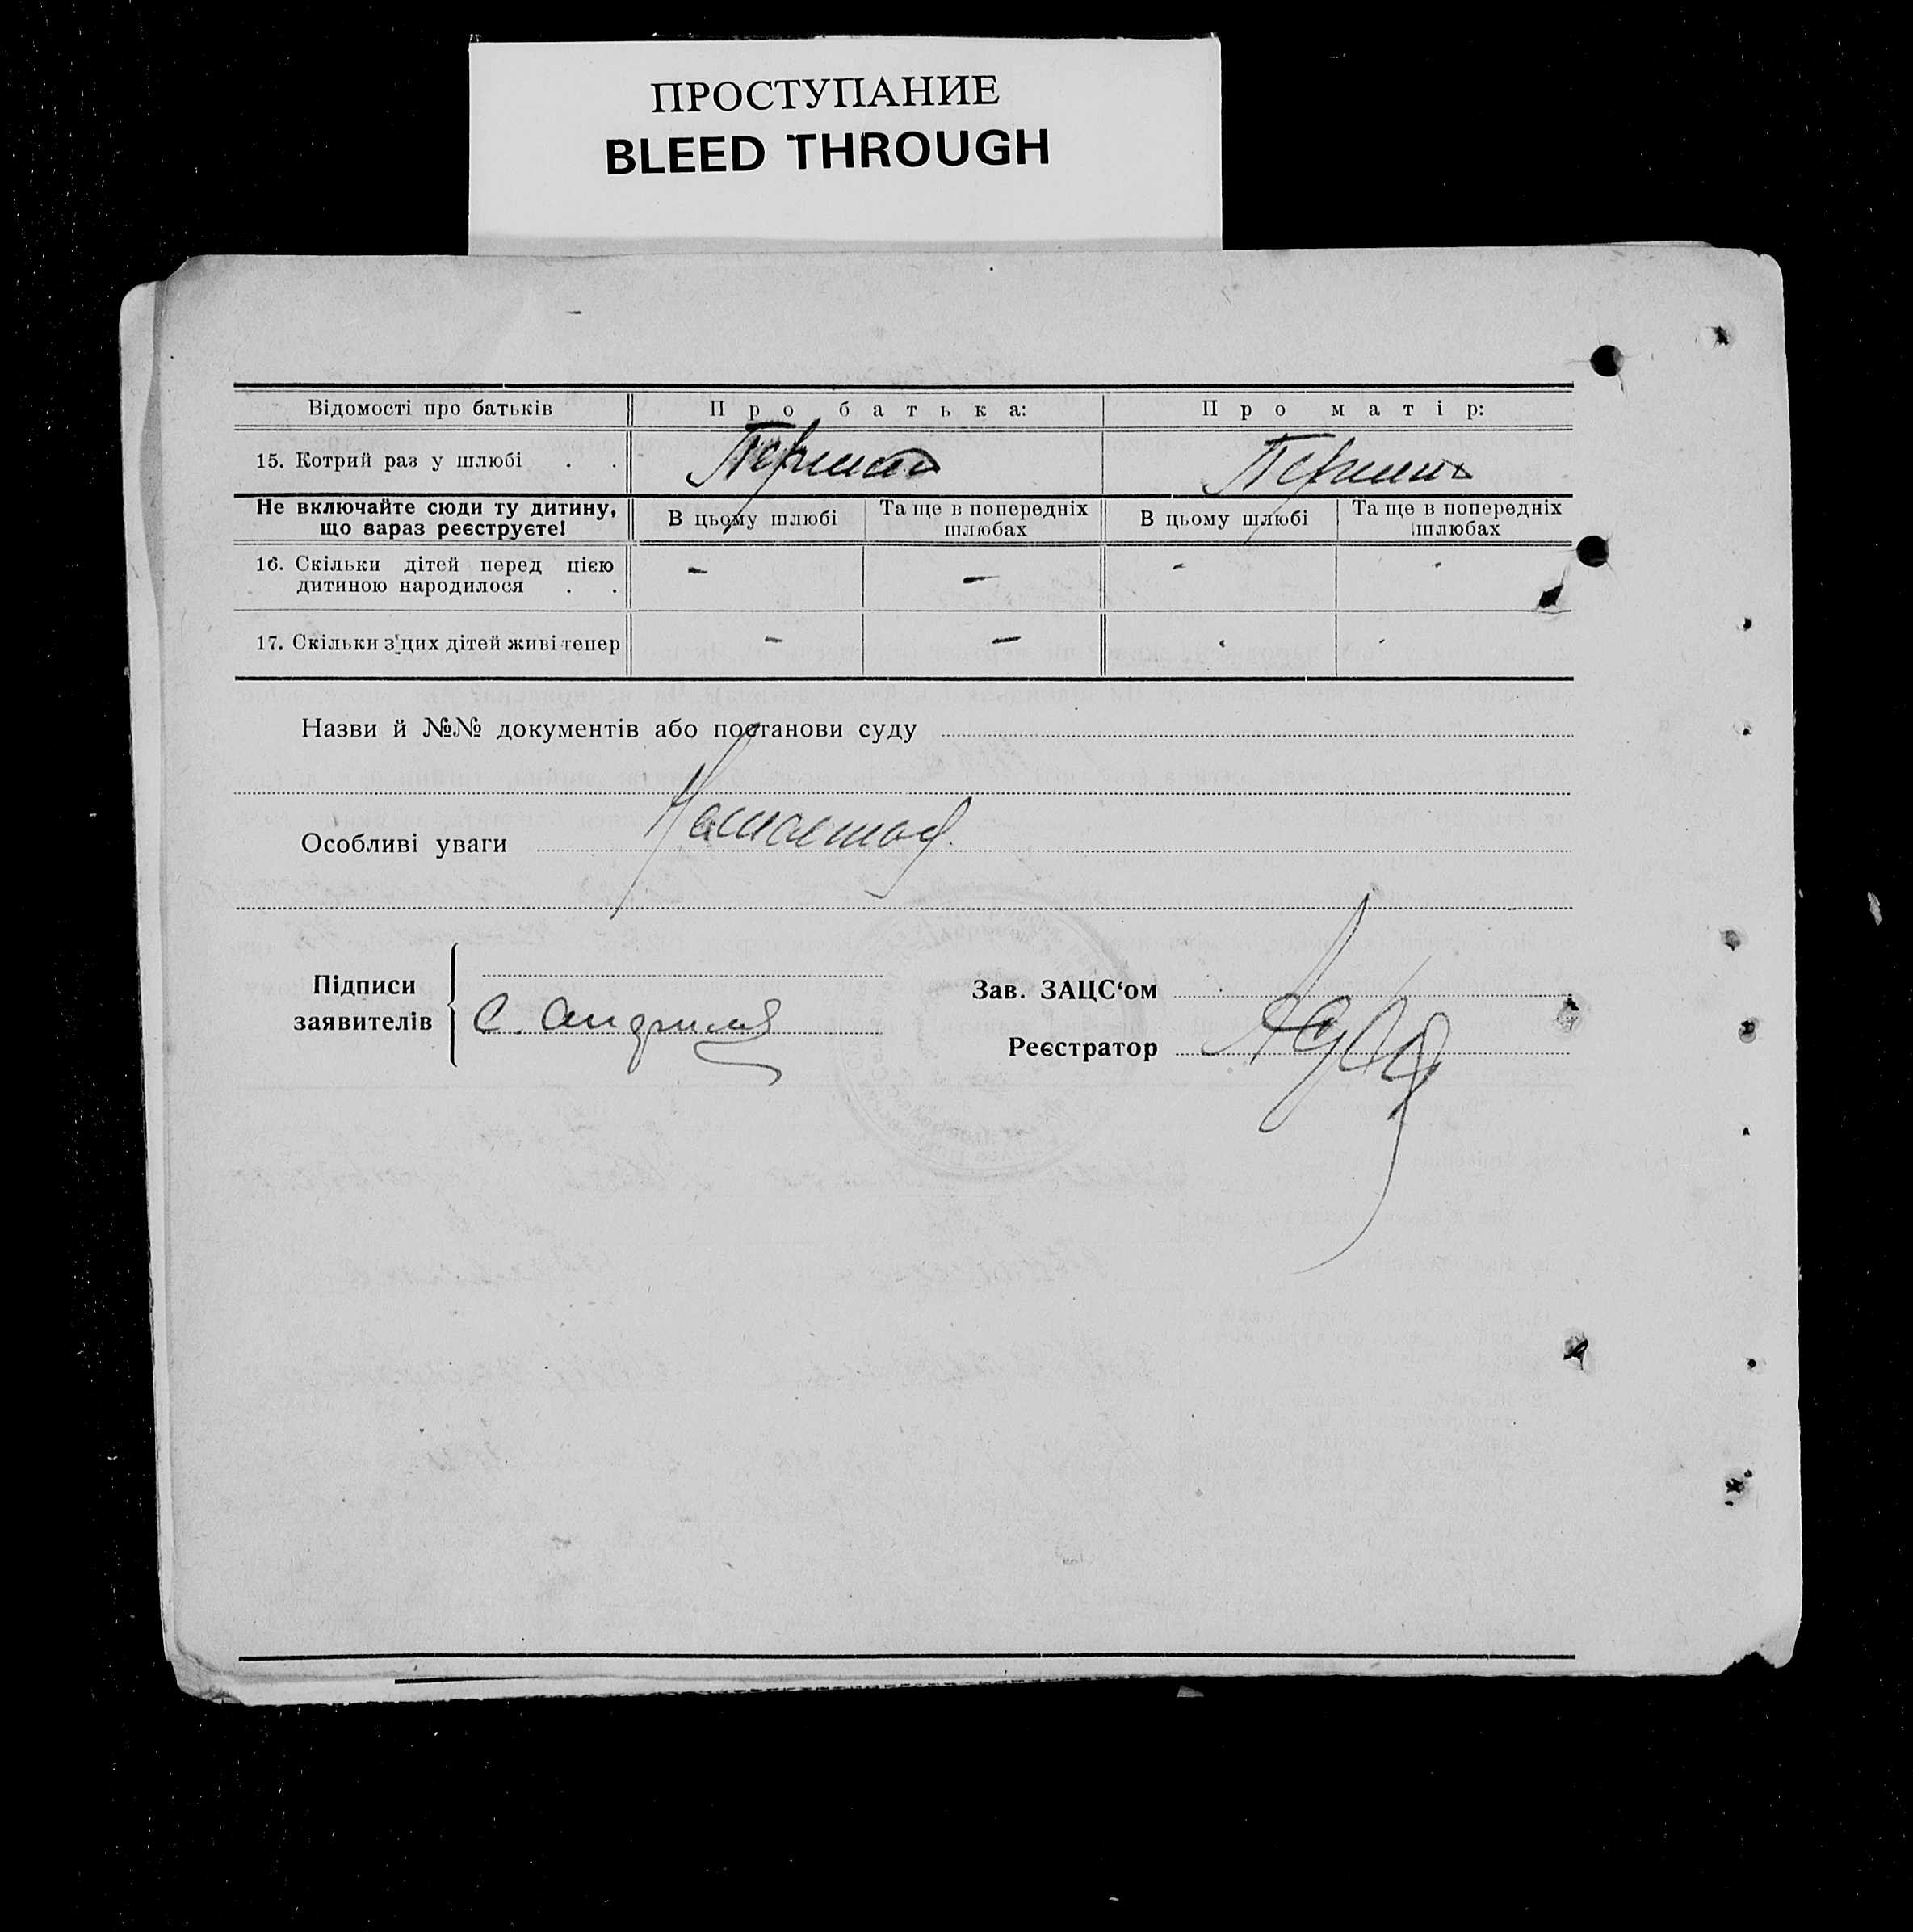 ПРОСТУПАНИЕ
BLEED THROUGH
Відомості про батьків Про батька: Про матір:
15. Котрий раз у шлюбі . .
Не включайте сюди ту дитину, що вараз реєструєте! В цьому шлюбі Та ще в попередніх шлюбах В цьому шлюбі Та ще в попередніх шлюбах
16. Скільки дітей перед цією
дитиною народилося . . - - - -
17. Скільки з'цих дітей живі тепер - - - -
Назви й №№ документів або постанови суду
Особливі уваги
Підписи
заявителів
С.
Зав. ЗАЦС‘ом
Реєстратор